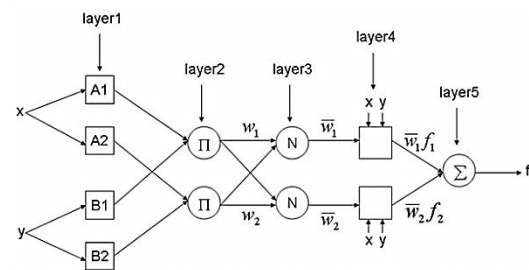 layer1
layer2
layer3
layer4
layer5
x
y
A1
A2
B1
B2
Π
Π
w₁
w₂
N
N
w̅₁
w̅₂
x y
x y
w̅₁f₁
w̅₂f₂
Σ
f